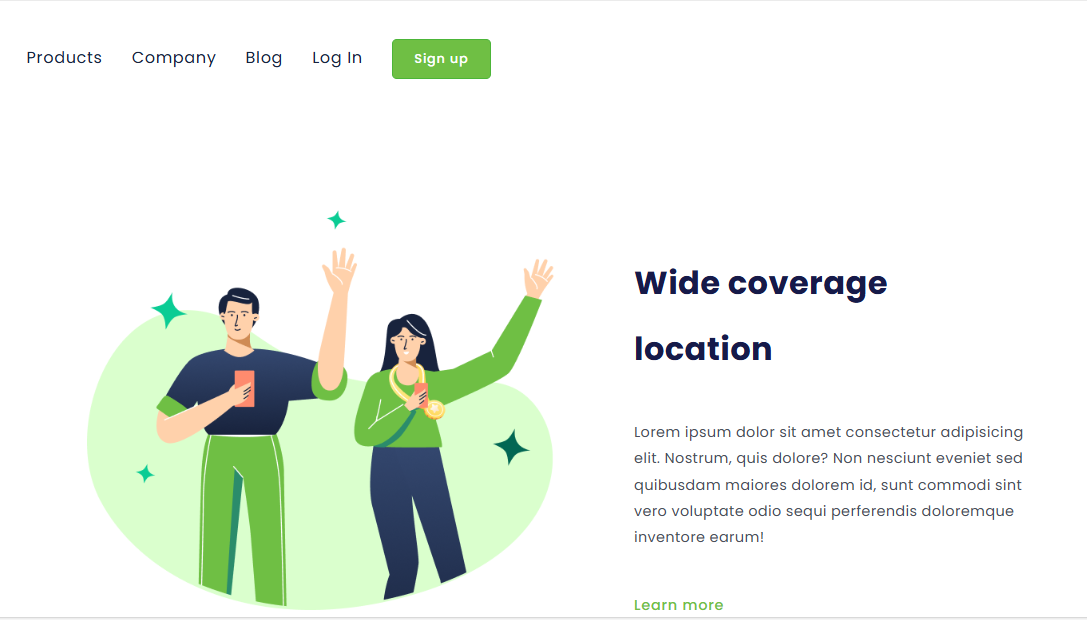 Products Company Blog Log In Sign up
Wide coverage
location
Lorem ipsum dolor sit amet consectetur adipisicing
elit. Nostrum, quis dolore? Non nesciunt eveniet sed
quibusdam maiores dolorem id, sunt commodi sint
vero voluptate odio sequi perferendis doloremque
inventore earum!
Learn more